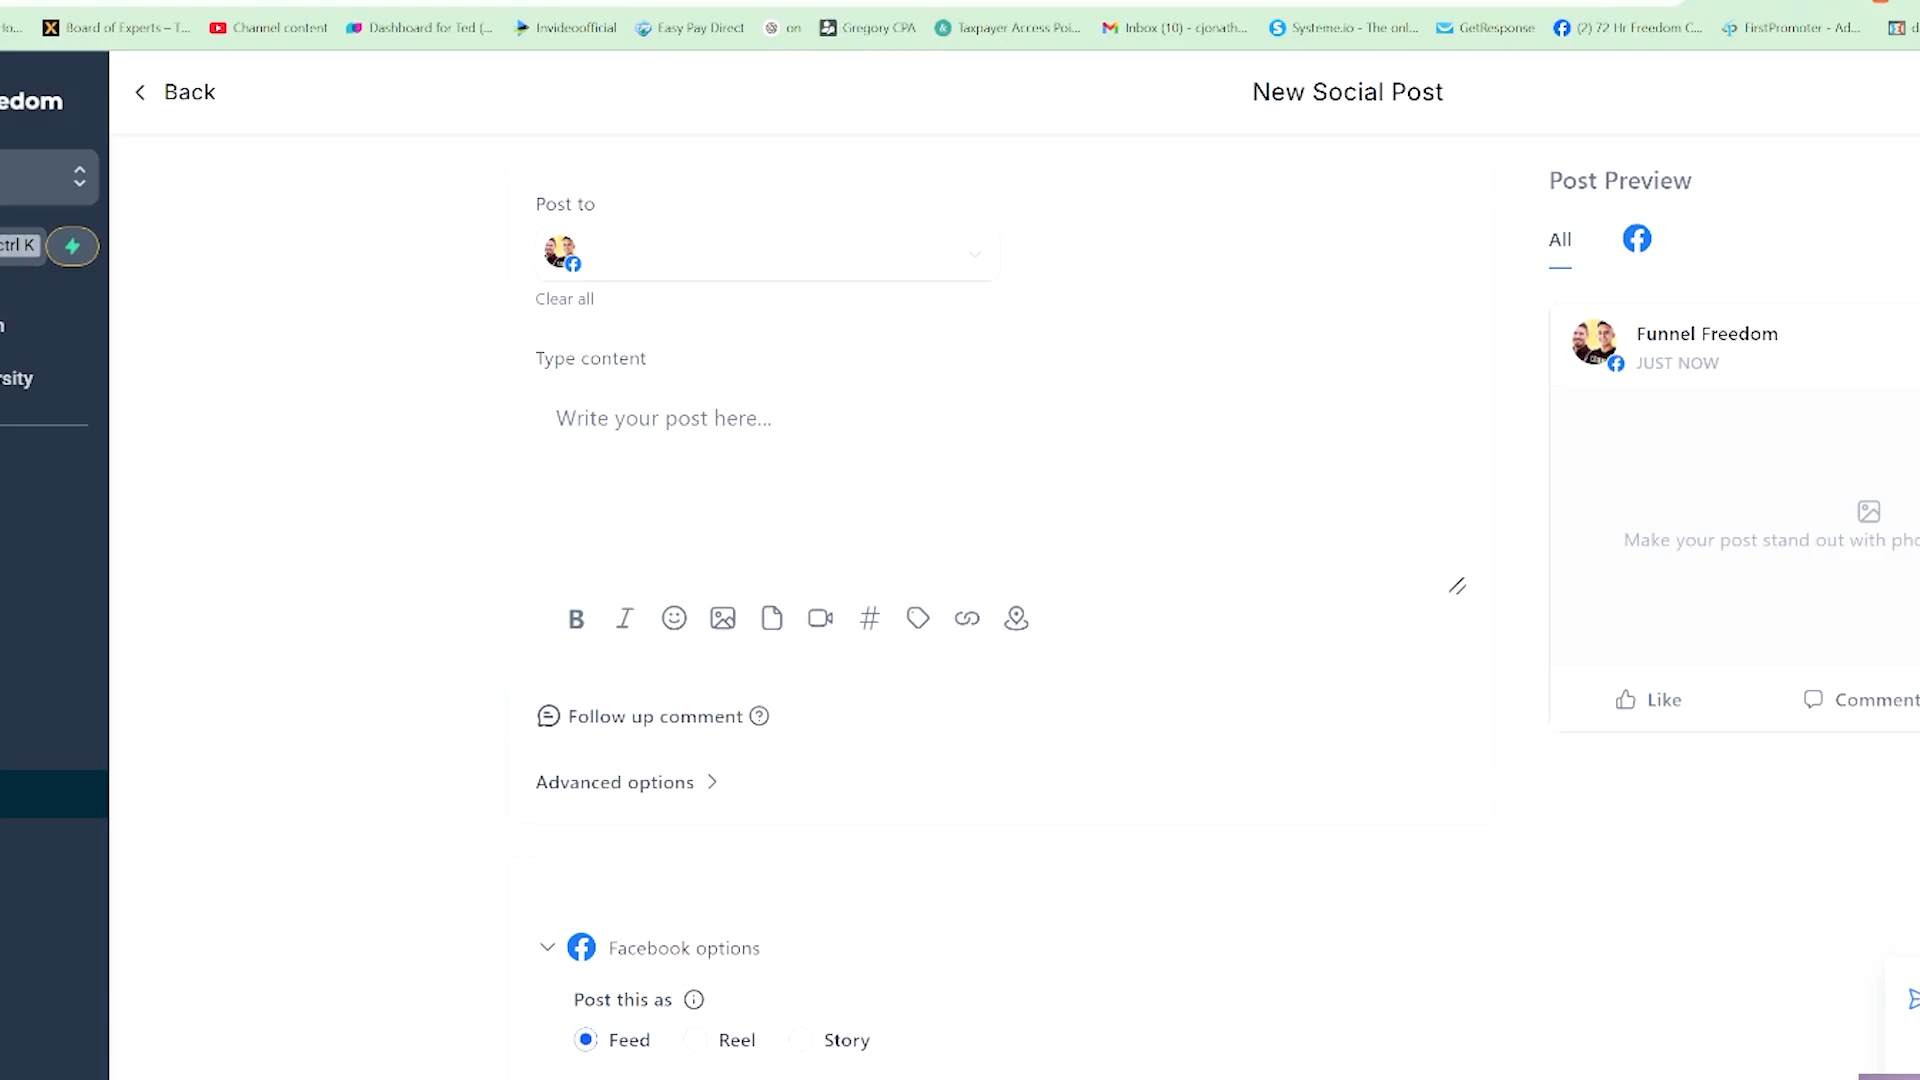 Board of Experts – T... Channel content Dashboard for Ted (... Invideoofficial Easy Pay Direct on Gregory CPA Taxpayer Access Poi... Inbox (10) - cjonath... Systeme.io - The onl... GetResponse (2) 72 Hr Freedom C... FirstPromoter - Ad...
edom
Back
New Social Post
ctrl K
rsity
Post to
Clear all
Type content
Write your post here...
B I #
Follow up comment ?
Advanced options
Facebook options
Post this as
Feed Reel Story
Post Preview
All
Funnel Freedom
JUST NOW
Make your post stand out with pho
Like Comment